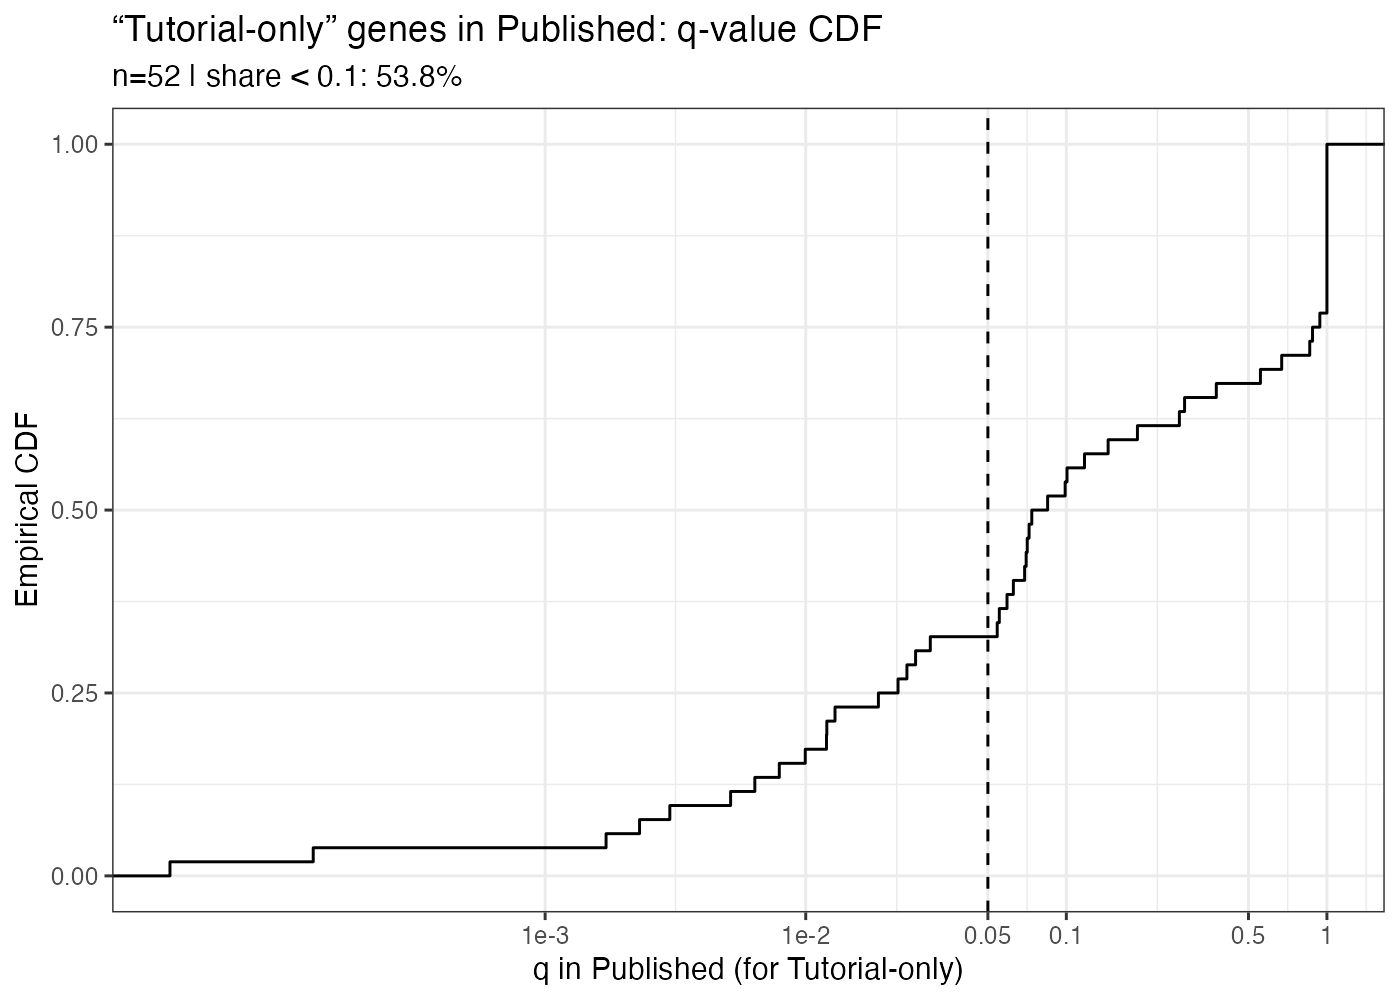 “Tutorial-only” genes in Published: q-value CDF
n=52 | share < 0.1: 53.8%
1.00
0.75
0.50
0.25
0.00
Empirical CDF
1e-3 1e-2 0.05 0.1 0.5 1
q in Published (for Tutorial-only)